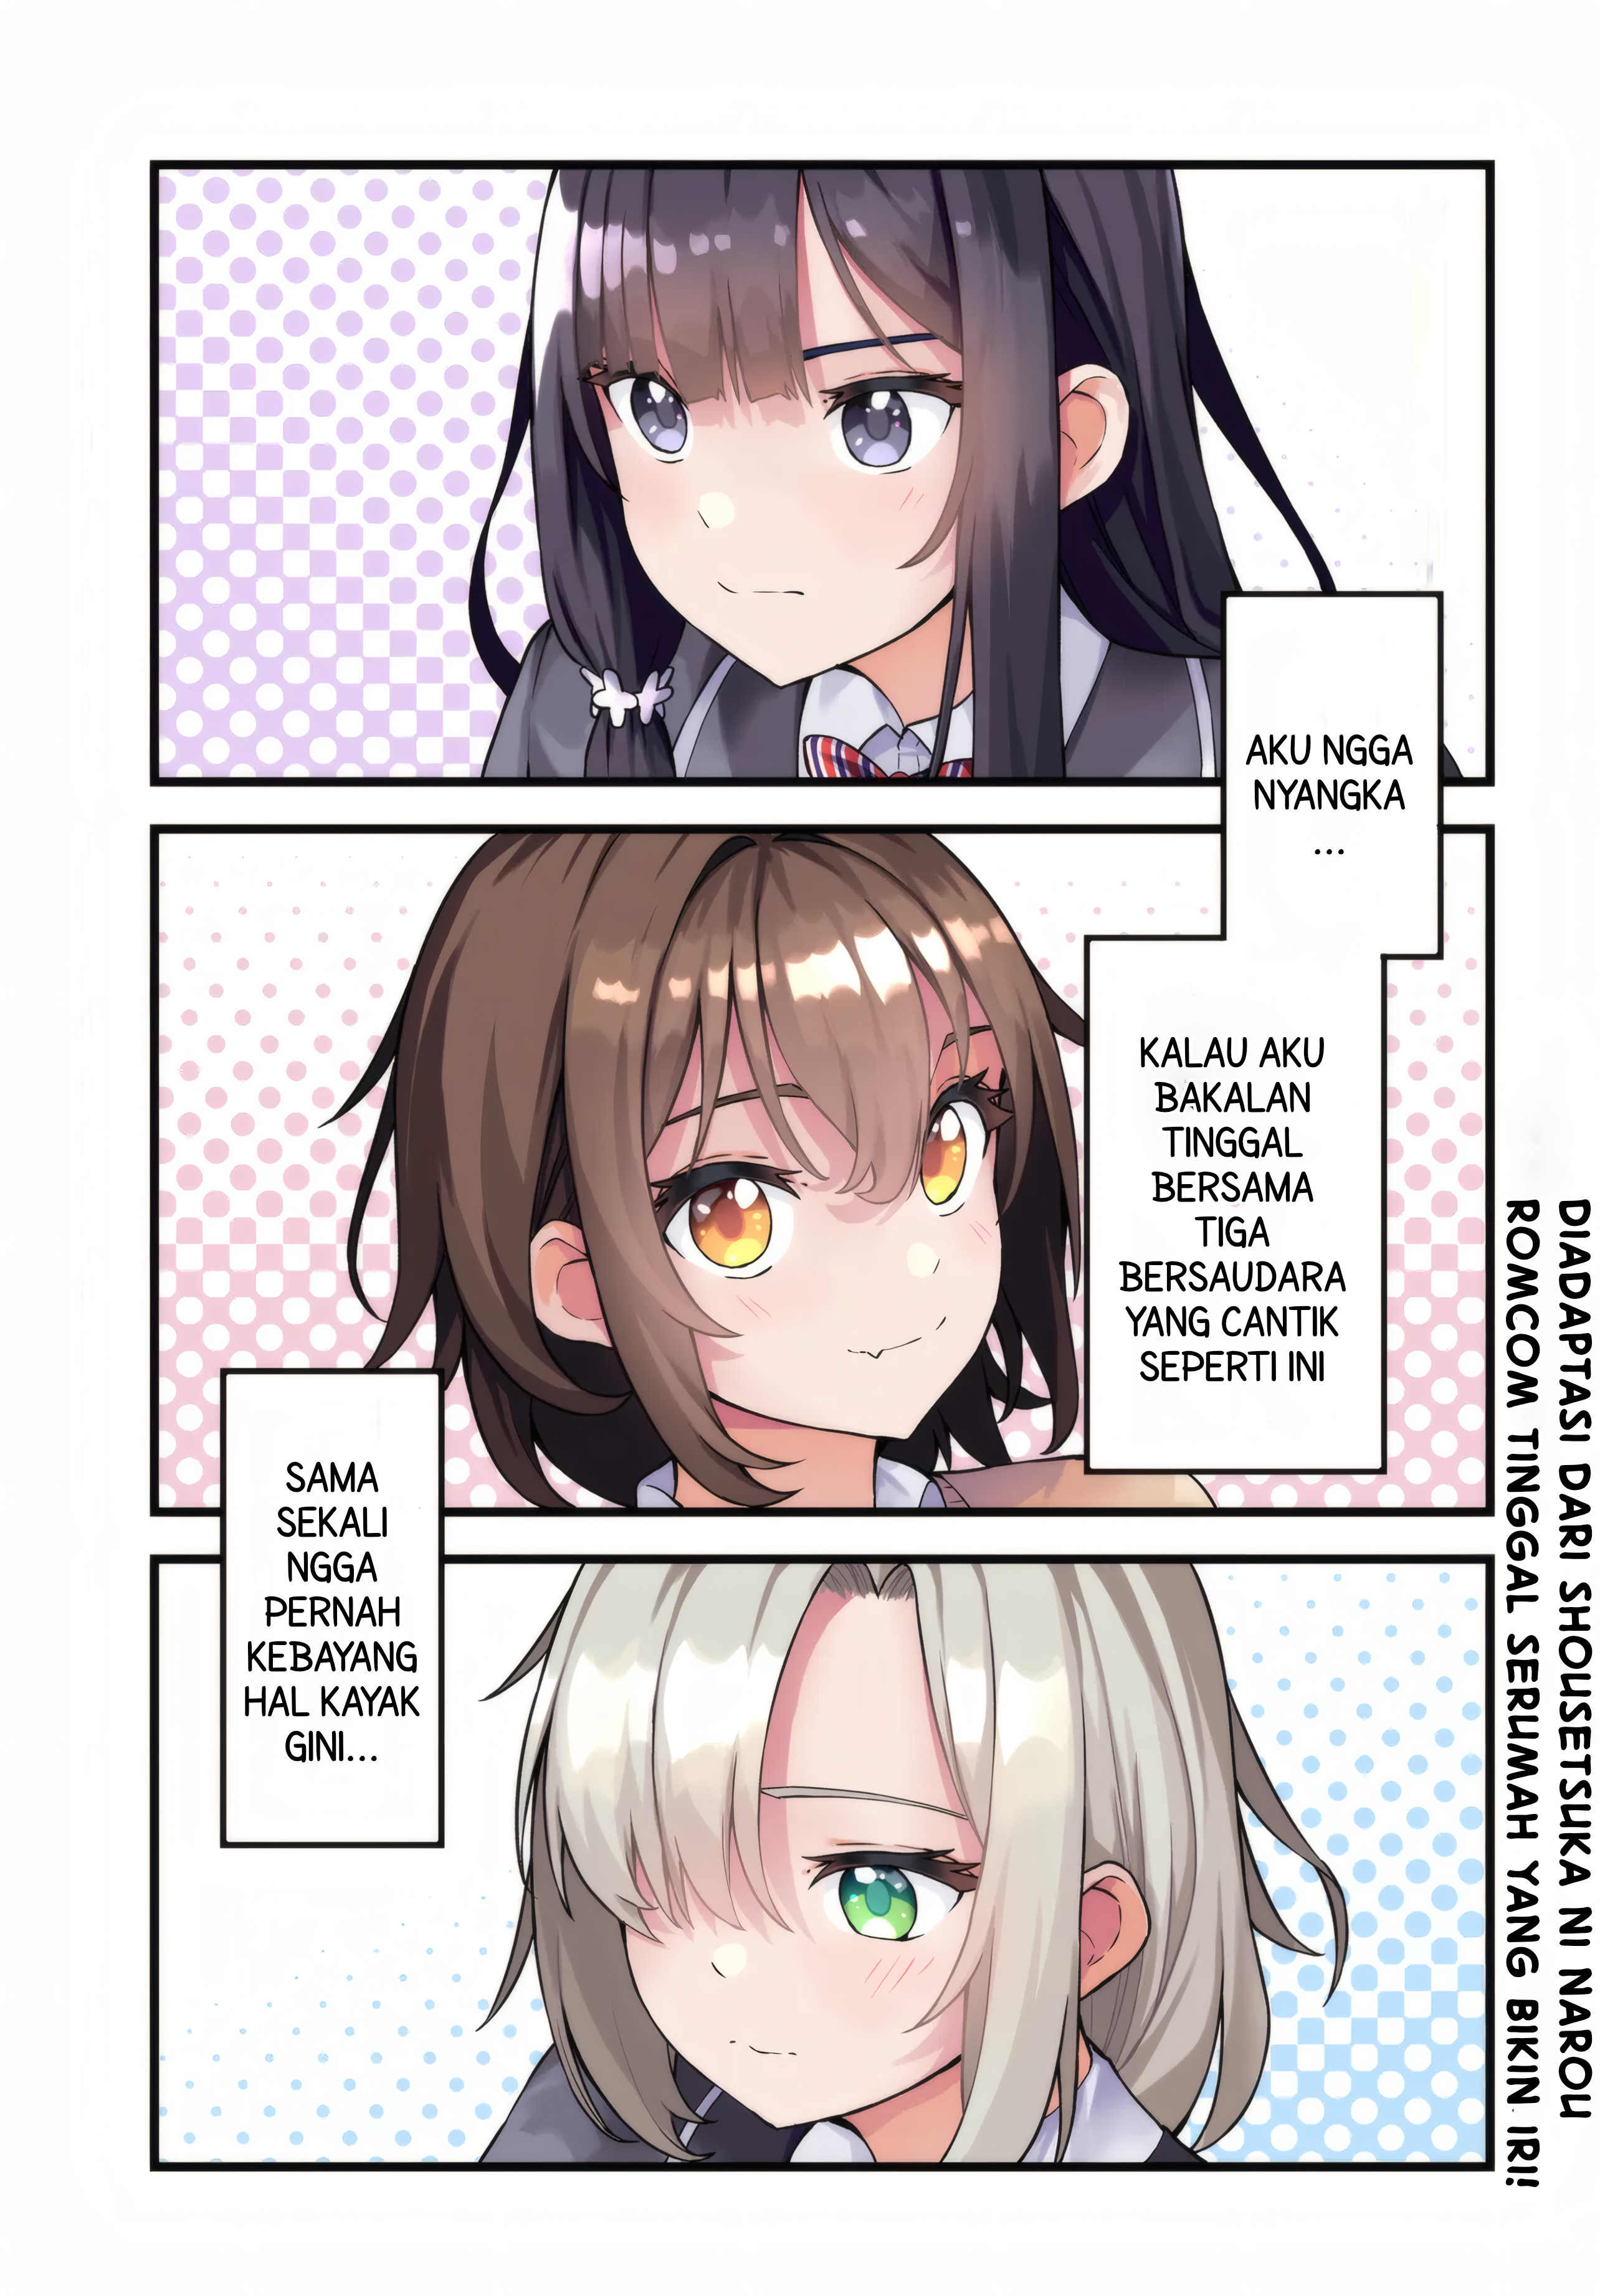 AKU NGGA
NYANGKA
...
KALAU AKU
BAKALAN
TINGGAL
BERSAMA
TIGA
BERSAUDARA
YANG CANTIK
SEPERTI INI
SAMA
SEKALI
NGGA
PERNAH
KEBAYANG
HAL KAYAK
GINI...
DIADAPTASI DARI SHOUSETSUKA NI NAROU
ROMCOM TINGGAL SERUMAH YANG BIKIN IRI!